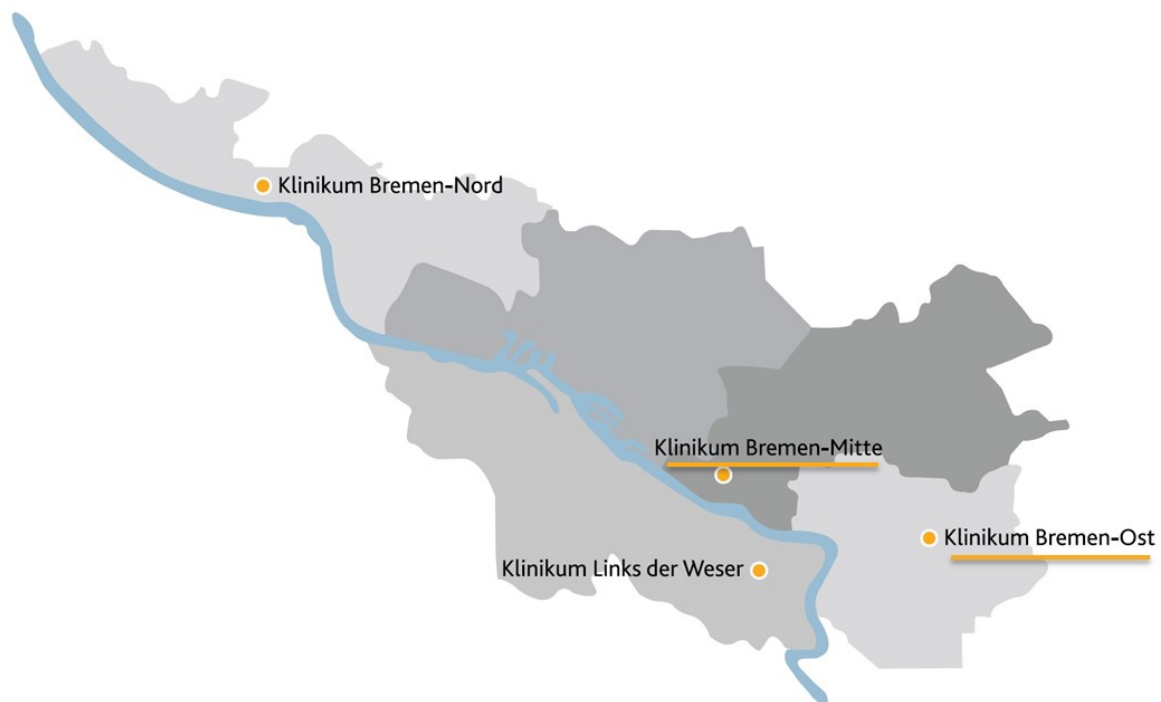 Klinikum Bremen-Nord
Klinikum Bremen-Mitte
Klinikum Bremen-Ost
Klinikum Links der Weser